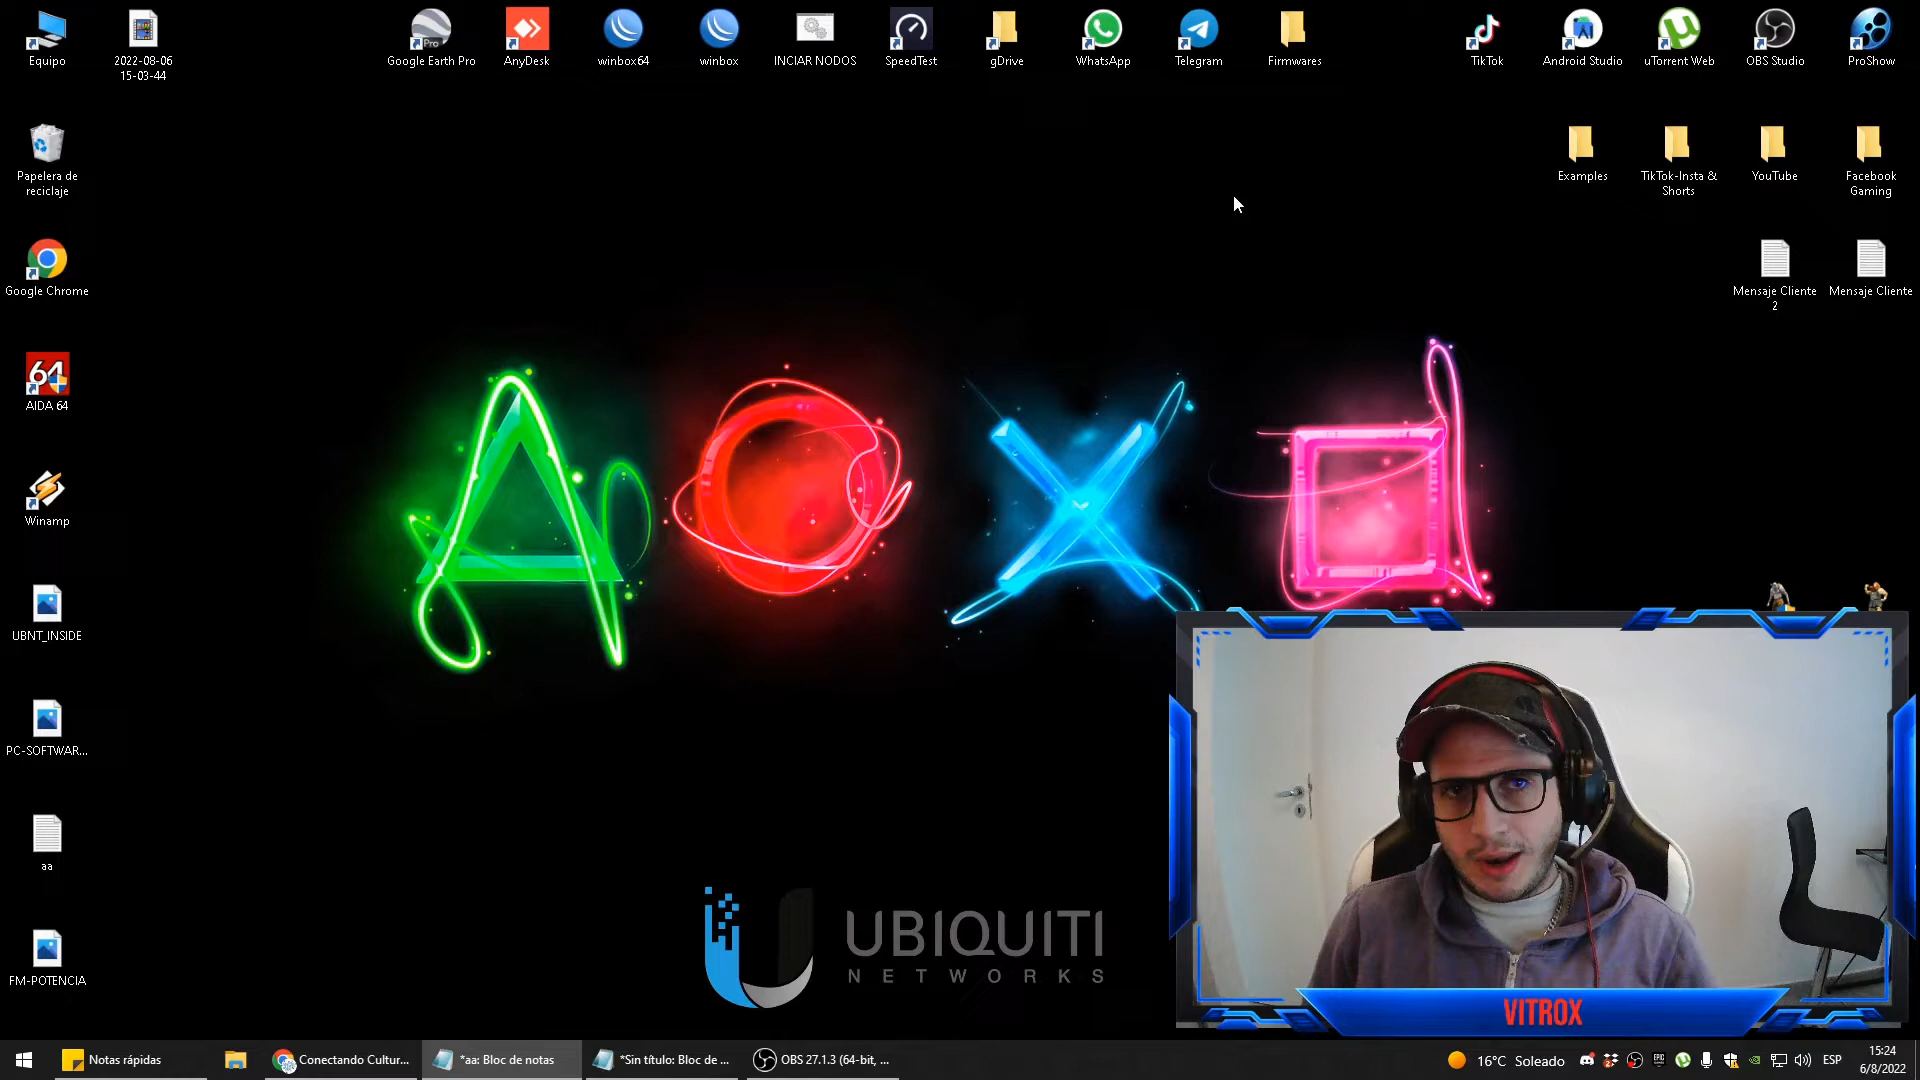 Equipo
2022-08-06
15-03-44
Google Earth Pro
AnyDesk
winbox64
winbox
INCIAR NODOS
SpeedTest
gDrive
WhatsApp
Telegram
Firmwares
TikTok
Android Studio
uTorrent Web
OBS Studio
ProShow
Pro
Papelera de
reciclaje
Examples
TikTok-Insta &
Shorts
YouTube
Facebook
Gaming
Google Chrome
Mensaje Cliente
2
Mensaje Cliente
64
AIDA 64
Winamp
UBNT_INSIDE
PC-SOFTWAR...
aa
FM-POTENCIA
UBIQUITI
NETWORKS
VITROX
Notas rápidas
Conectando Cultur...
*aa: Bloc de notas
*Sin título: Bloc de ...
OBS 27.1.3 (64-bit, ...
16°C Soleado
ESP
15:24
6/8/2022